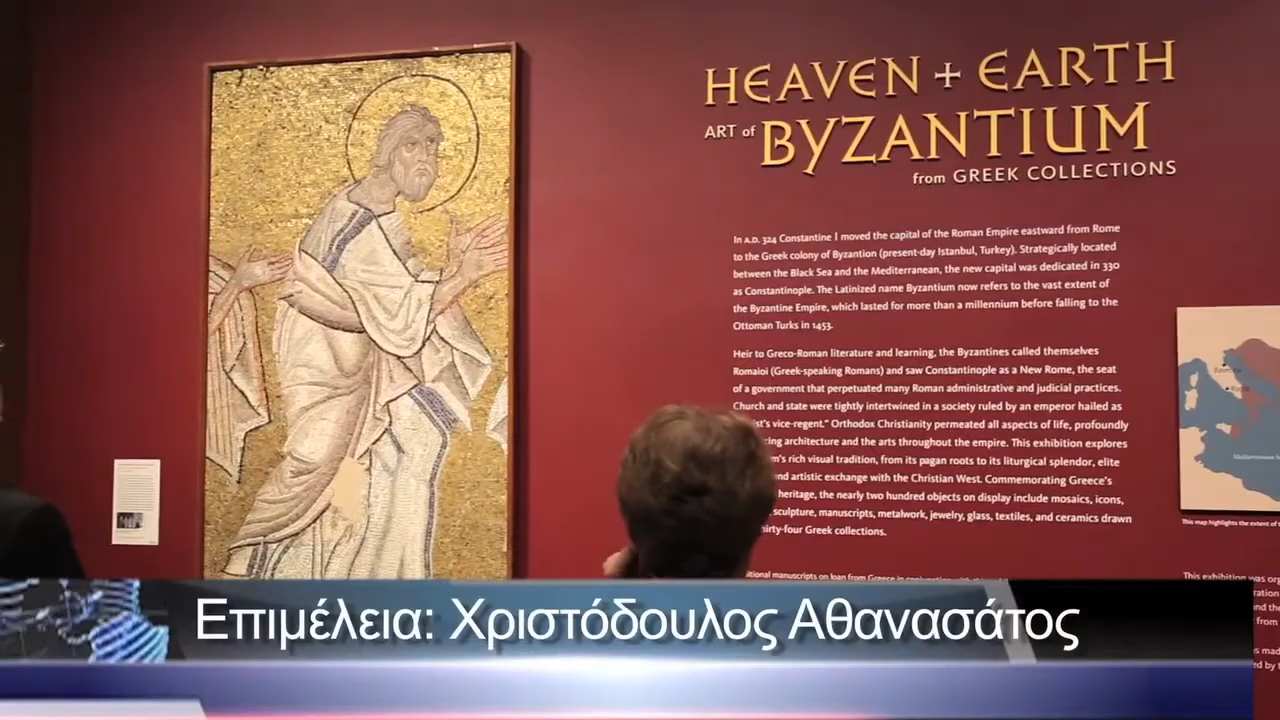 HEAVEN + EARTH
ART of BYZANTIUM
from GREEK COLLECTIONS
In A.D. 324 Constantine I moved the capital of the Roman Empire eastward from Rome
to the Greek colony of Byzantion (present-day Istanbul, Turkey). Strategically located
between the Black Sea and the Mediterranean, the new capital was dedicated in 330
as Constantinople. The Latinized name Byzantium now refers to the vast extent of
the Byzantine Empire, which lasted for more than a millennium before falling to the
Ottoman Turks in 1453.
Heir to Greco-Roman literature and learning, the Byzantines called themselves
Romaioi (Greek-speaking Romans) and saw Constantinople as a New Rome, the seat
of a government that perpetuated many Roman administrative and judicial practices.
Church and state were tightly intertwined in a society ruled by an emperor hailed as
vice-regent." Orthodox Christianity permeated all aspects of life, profoundly
architecture and the arts throughout the empire. This exhibition explores
rich visual tradition, from its pagan roots to its liturgical splendor, elite
and artistic exchange with the Christian West. Commemorating Greece's
heritage, the nearly two hundred objects on display include mosaics, icons,
sculpture, manuscripts, metalwork, jewelry, glass, textiles, and ceramics drawn
Greek collections.
manuscripts on loan from Greece in
Mediterranean
This map highlights the extent of
This exhibition was
Επιμέλεια: Χριστόδουλος Αθανασάτος